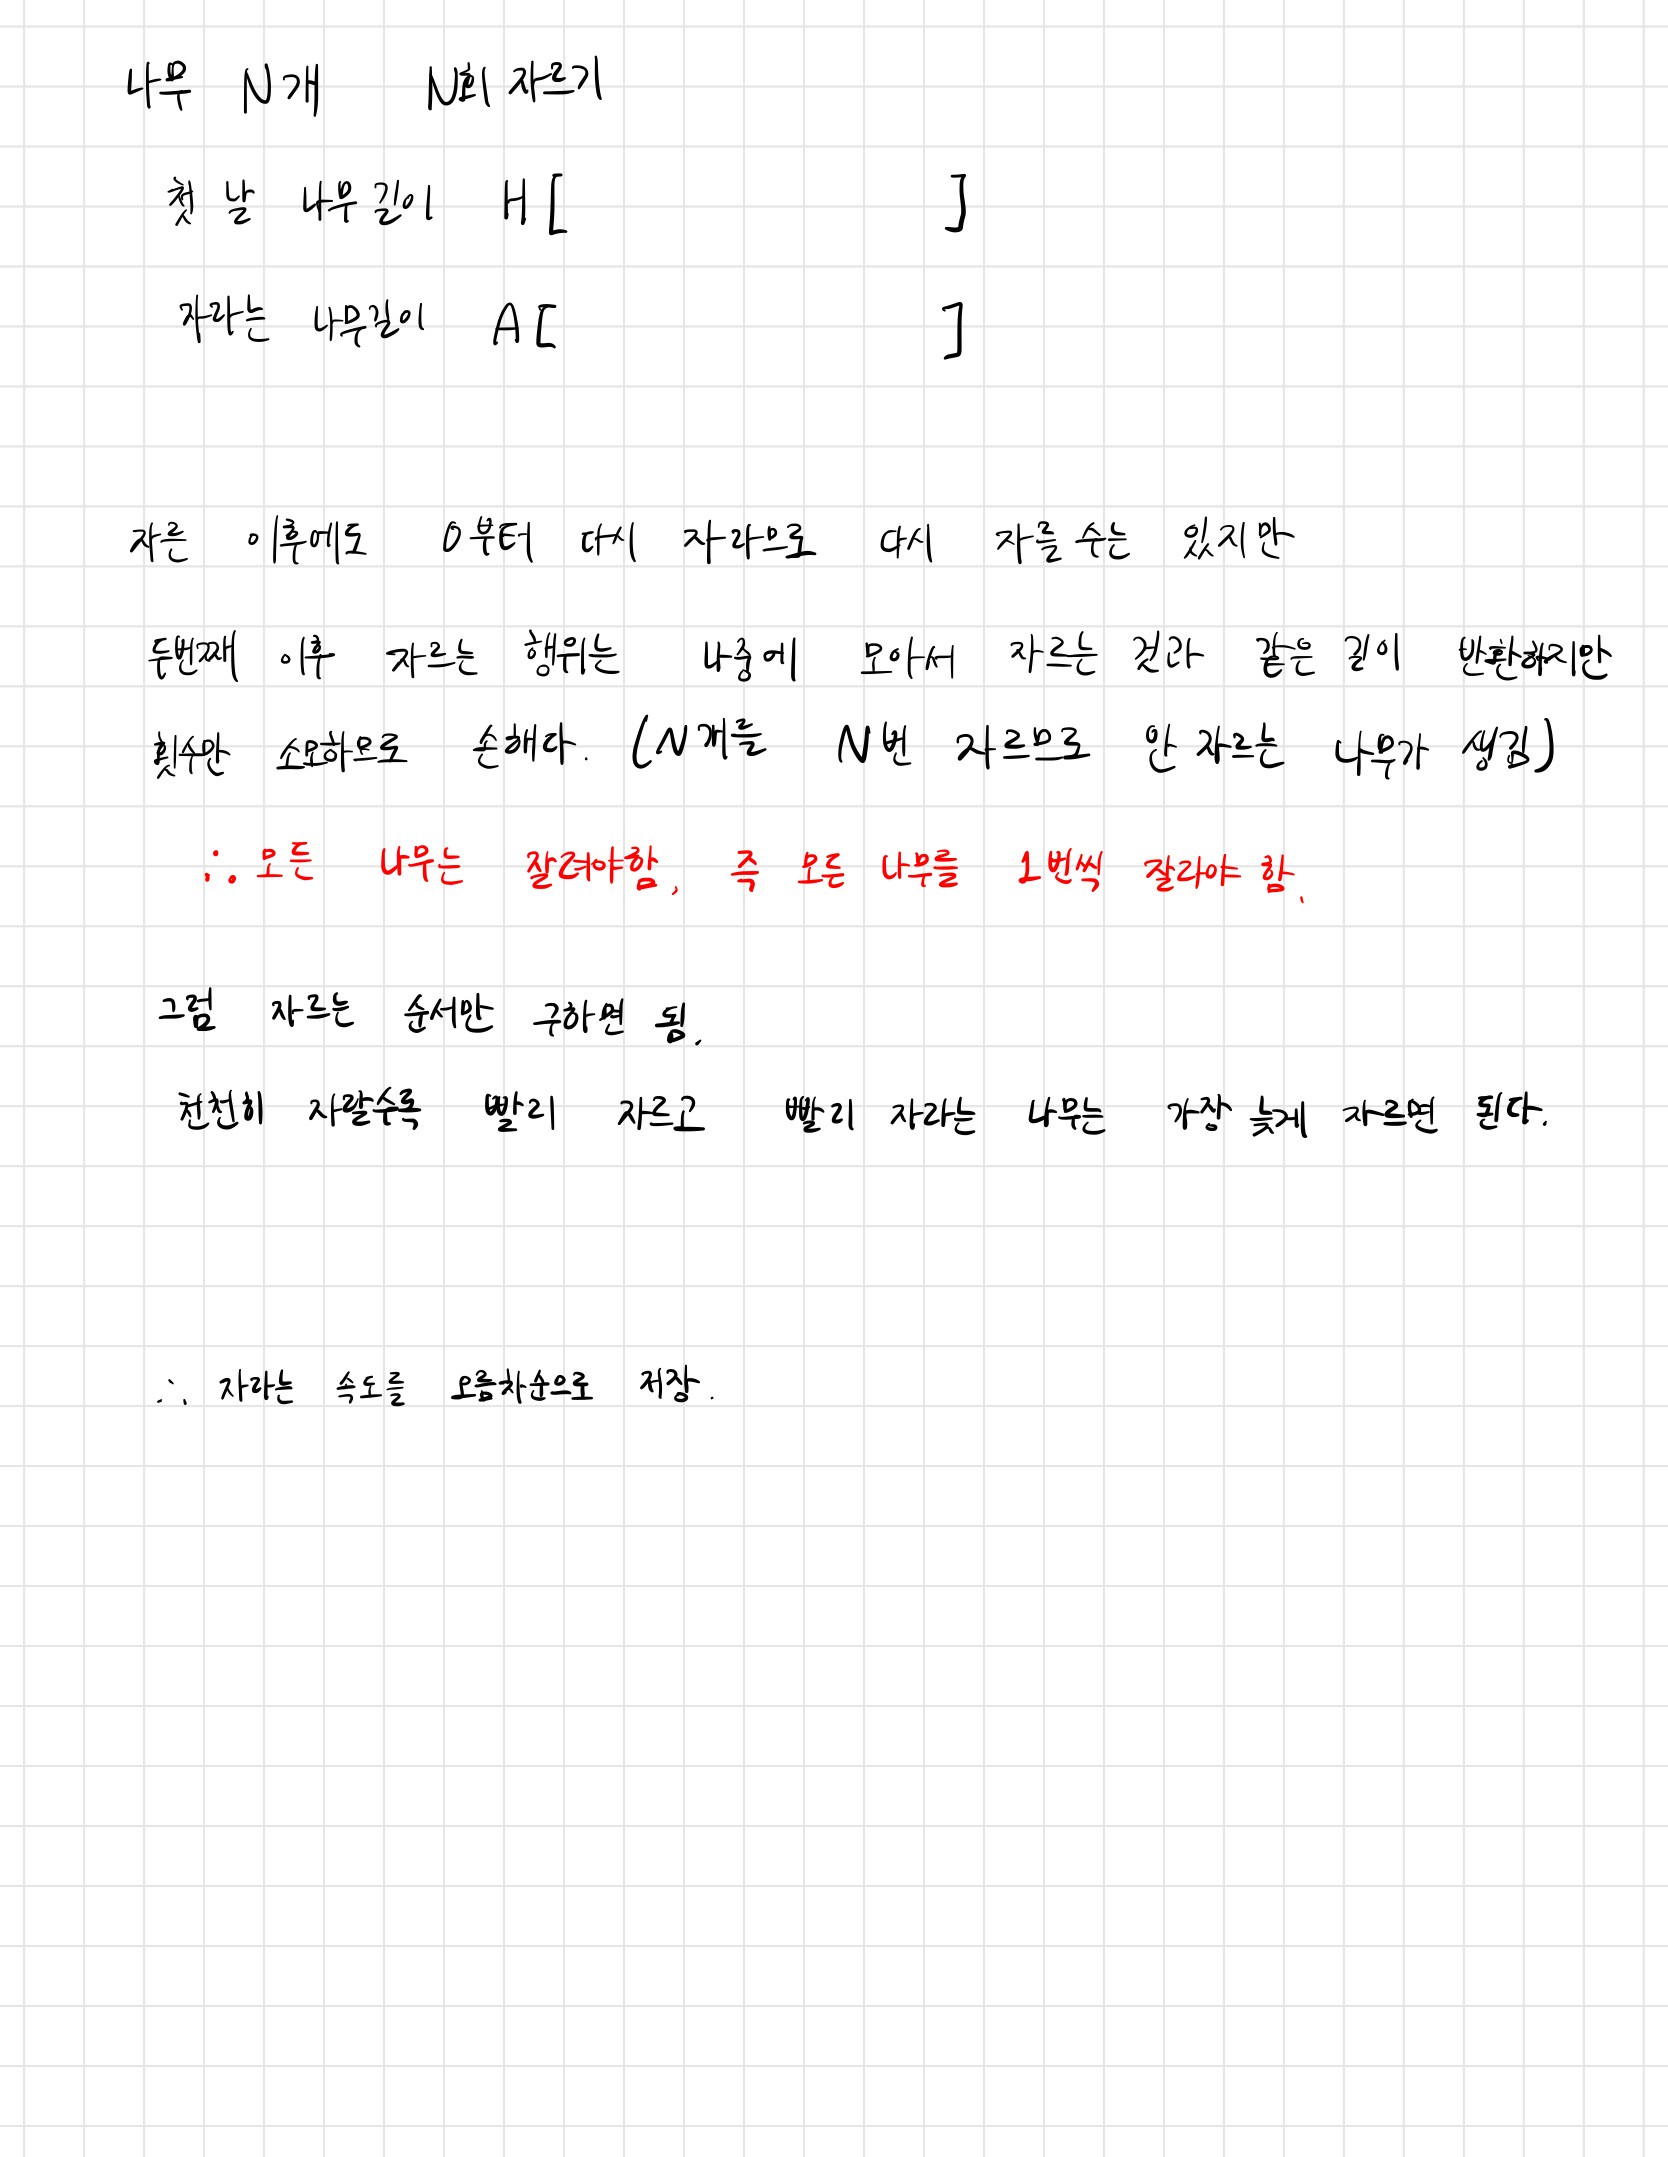 나무 N개 N회 자르기
첫 날 나무 길이 H [ ]
자라는 나무길이 A [ ]
자른 이후에도 0부터 다시 자라므로 다시 자를 수는 있지만
두번째 이후 자르는 행위는 나중에 모아서 자르는 것과 같은 길이 반환하지만
횟수만 소모하므로 손해다. (N개를 N번 자르므로 안 자르는 나무가 생김)
∴ 모든 나무는 잘려야함, 즉 모든 나무를 1번씩 잘라야 함.
그럼 자르는 순서만 구하면 됨.
천천히 자랄수록 빨리 자르고 빨리 자라는 나무는 가장 늦게 자르면 된다.
∴ 자라는 속도를 오름차순으로 저장.